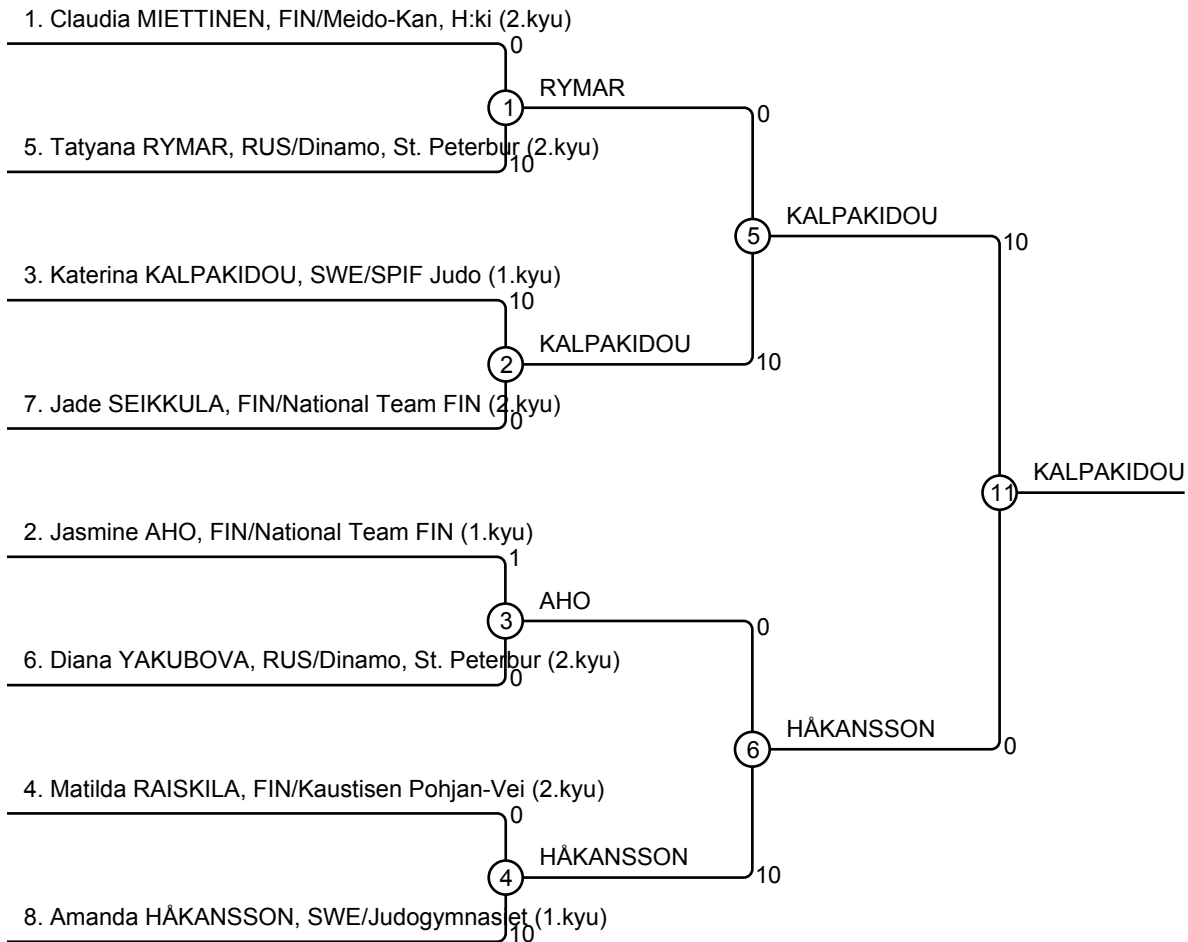 1. Claudia MIETTINEN, FIN/Meido-Kan, H:ki (2.kyu)
0
RYMAR
1
0
5. Tatyana RYMAR, RUS/Dinamo, St. Peterbur (2.kyu)
10
KALPAKIDOU
5
10
3. Katerina KALPAKIDOU, SWE/SPIF Judo (1.kyu)
10
KALPAKIDOU
2
10
7. Jade SEIKKULA, FIN/National Team FIN (2.kyu)
0
KALPAKIDOU
11
2. Jasmine AHO, FIN/National Team FIN (1.kyu)
1
AHO
3
0
6. Diana YAKUBOVA, RUS/Dinamo, St. Peterbur (2.kyu)
0
HÅKANSSON
6
0
4. Matilda RAISKILA, FIN/Kaustisen Pohjan-Vei (2.kyu)
0
HÅKANSSON
4
10
8. Amanda HÅKANSSON, SWE/Judogymnasiet (1.kyu)
10